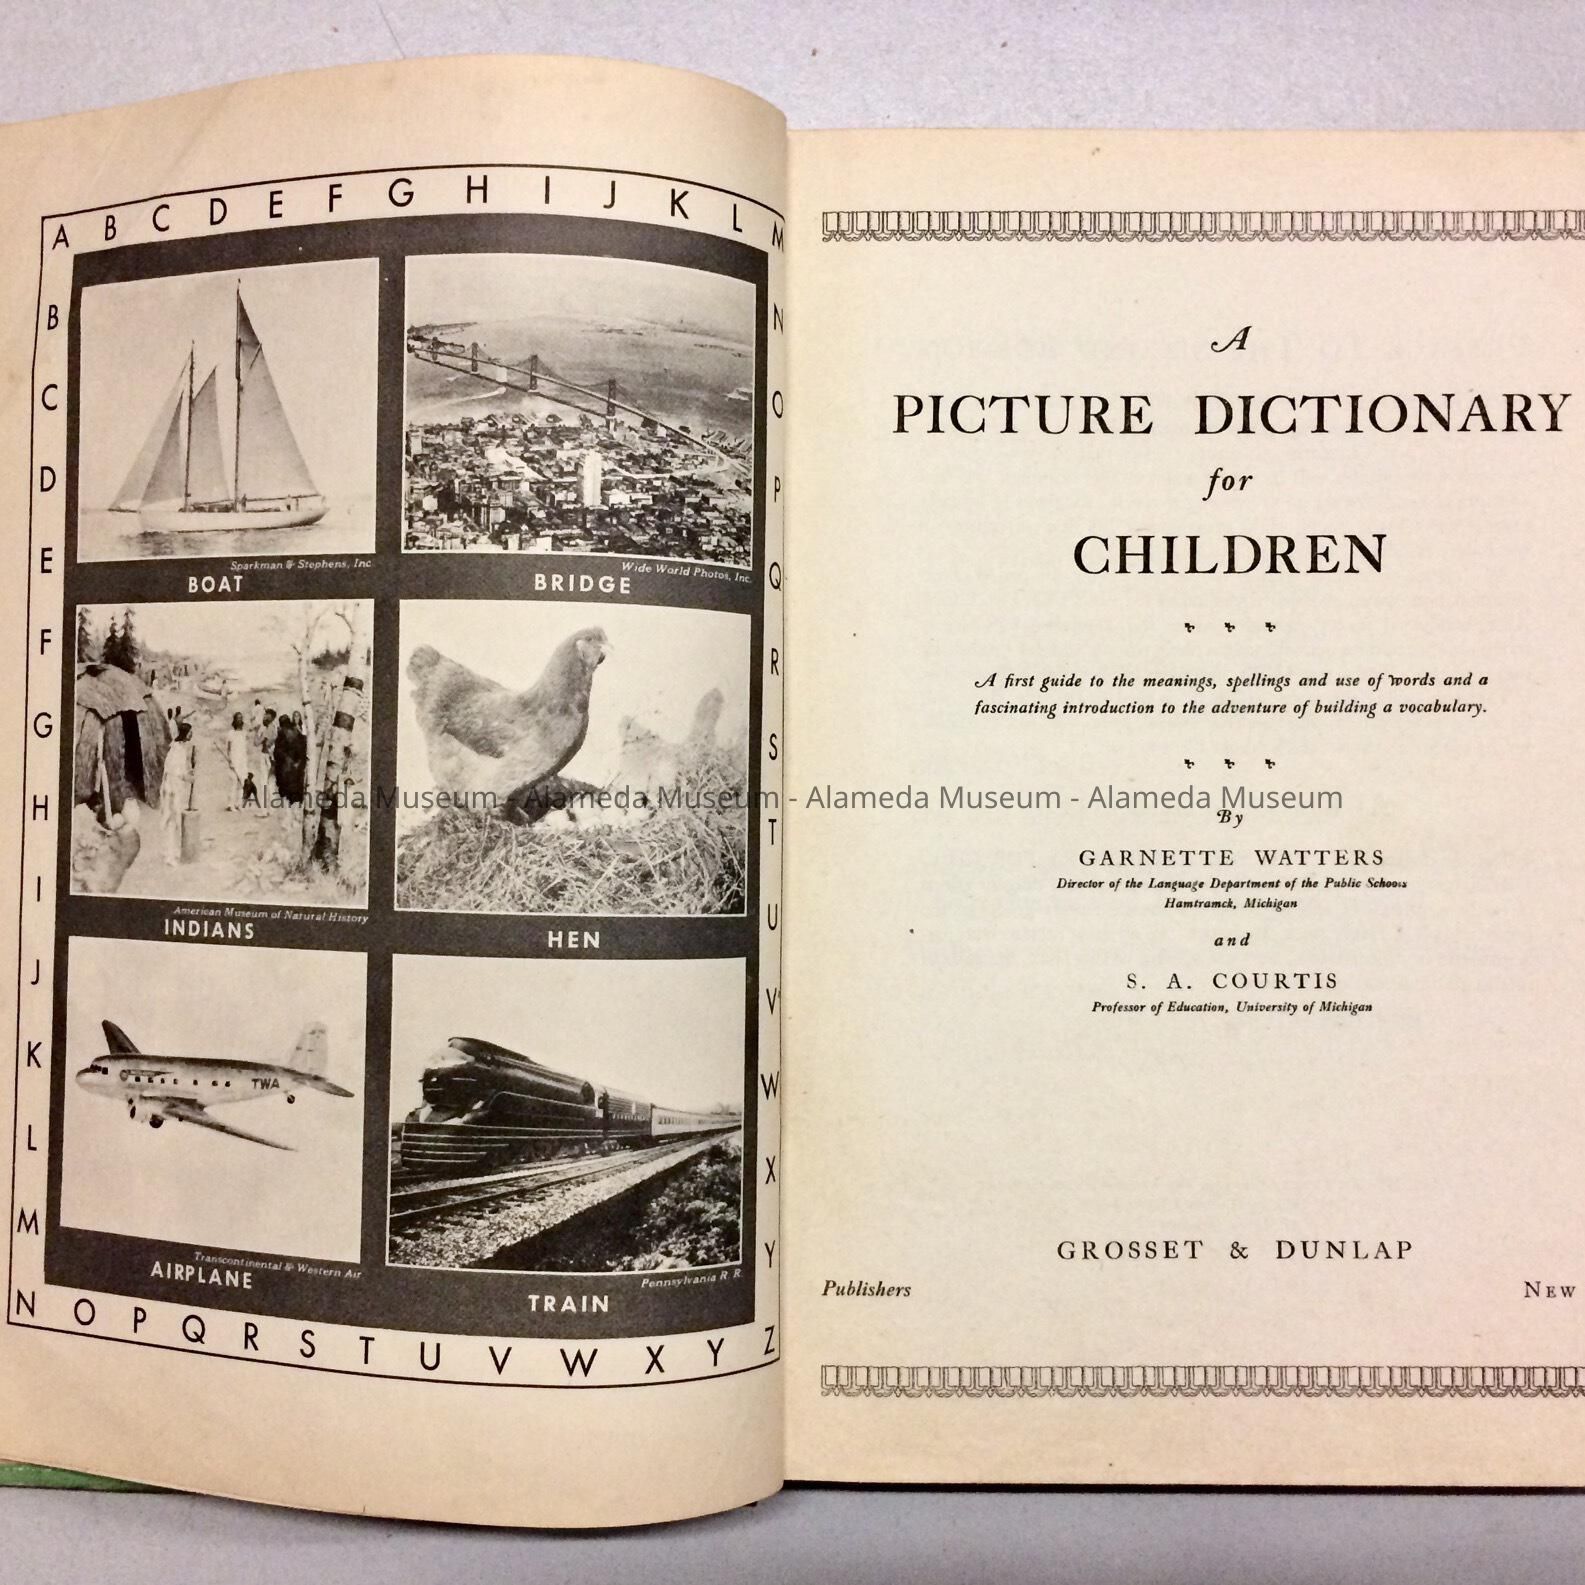 A B C D E F G H I J K L M
B
C
D
E
F
G
H
I
J
K
L
M
N O P Q R S T U V W X Y Z
N
O
P
Q
R
S
T
U
V
W
X
Y
Sparkman & Stephens, Inc
BOAT
Wide World Photos, Inc.
BRIDGE
American Museum of Natural History
INDIANS
HEN
TWA
Transcontinental & Western Air
AIRPLANE
Pennsylvania R. R.
TRAIN
A
PICTURE DICTIONARY
for
CHILDREN
A first guide to the meanings, spellings and use of words and a
fascinating introduction to the adventure of building a vocabulary.
Alameda Museum - Alameda Museum - Alameda Museum - Alameda Museum
By
GARNETTE WATTERS
Director of the Language Department of the Public Schools
Hamtramck, Michigan
and
S. A. COURTIS
Professor of Education, University of Michigan
GROSSET & DUNLAP
Publishers NEW